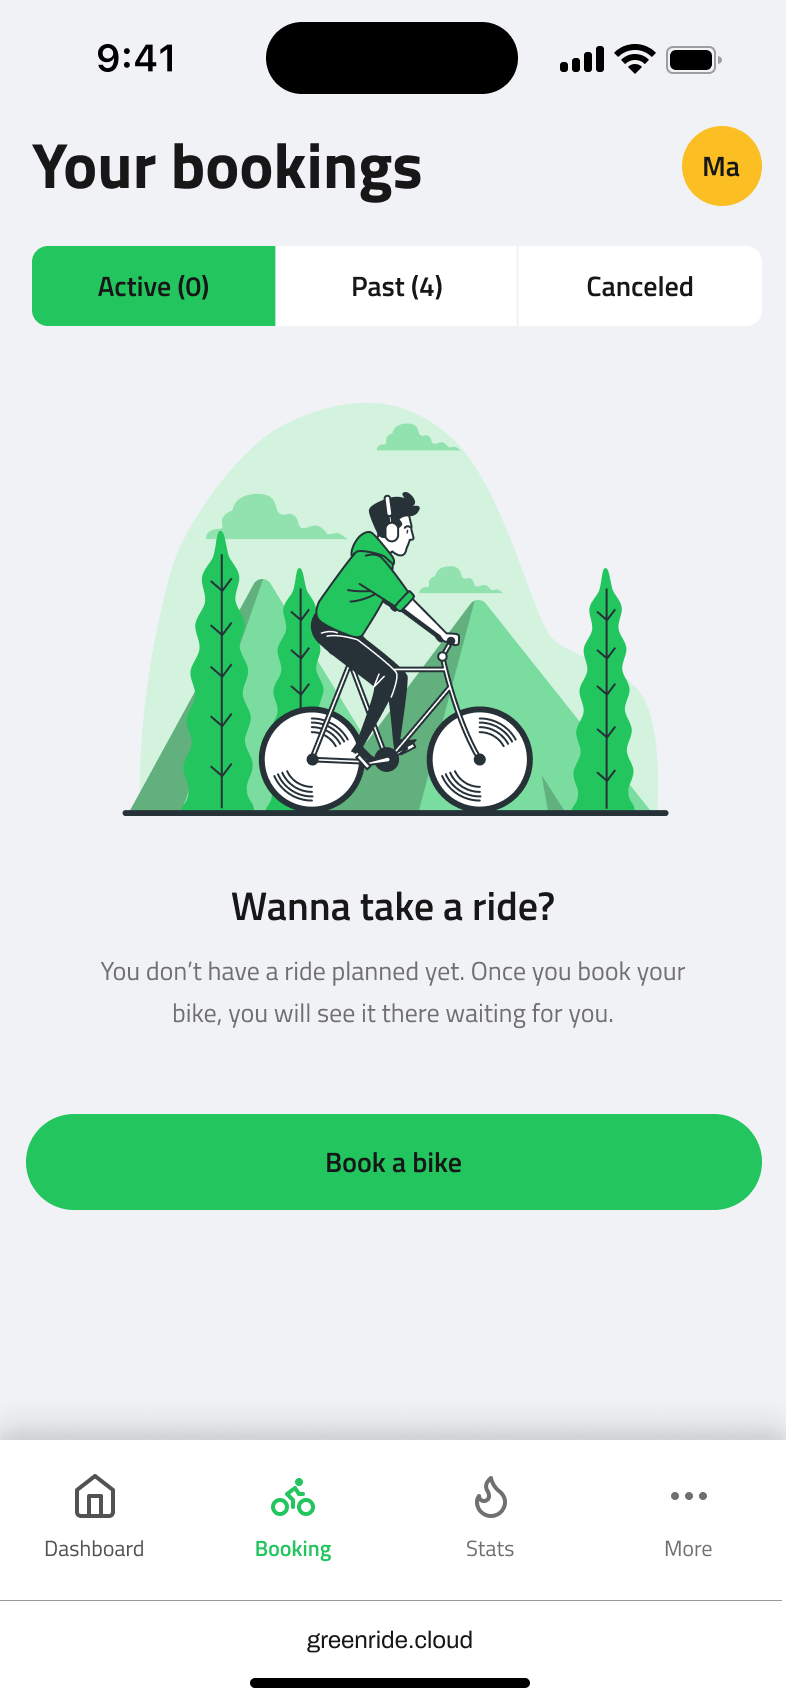 9:41
Your bookings
Ma
Active (0)
Past (4)
Canceled
Wanna take a ride?
You don’t have a ride planned yet. Once you book your
bike, you will see it there waiting for you.
Book a bike
Dashboard
Booking
Stats
More
greenride.cloud